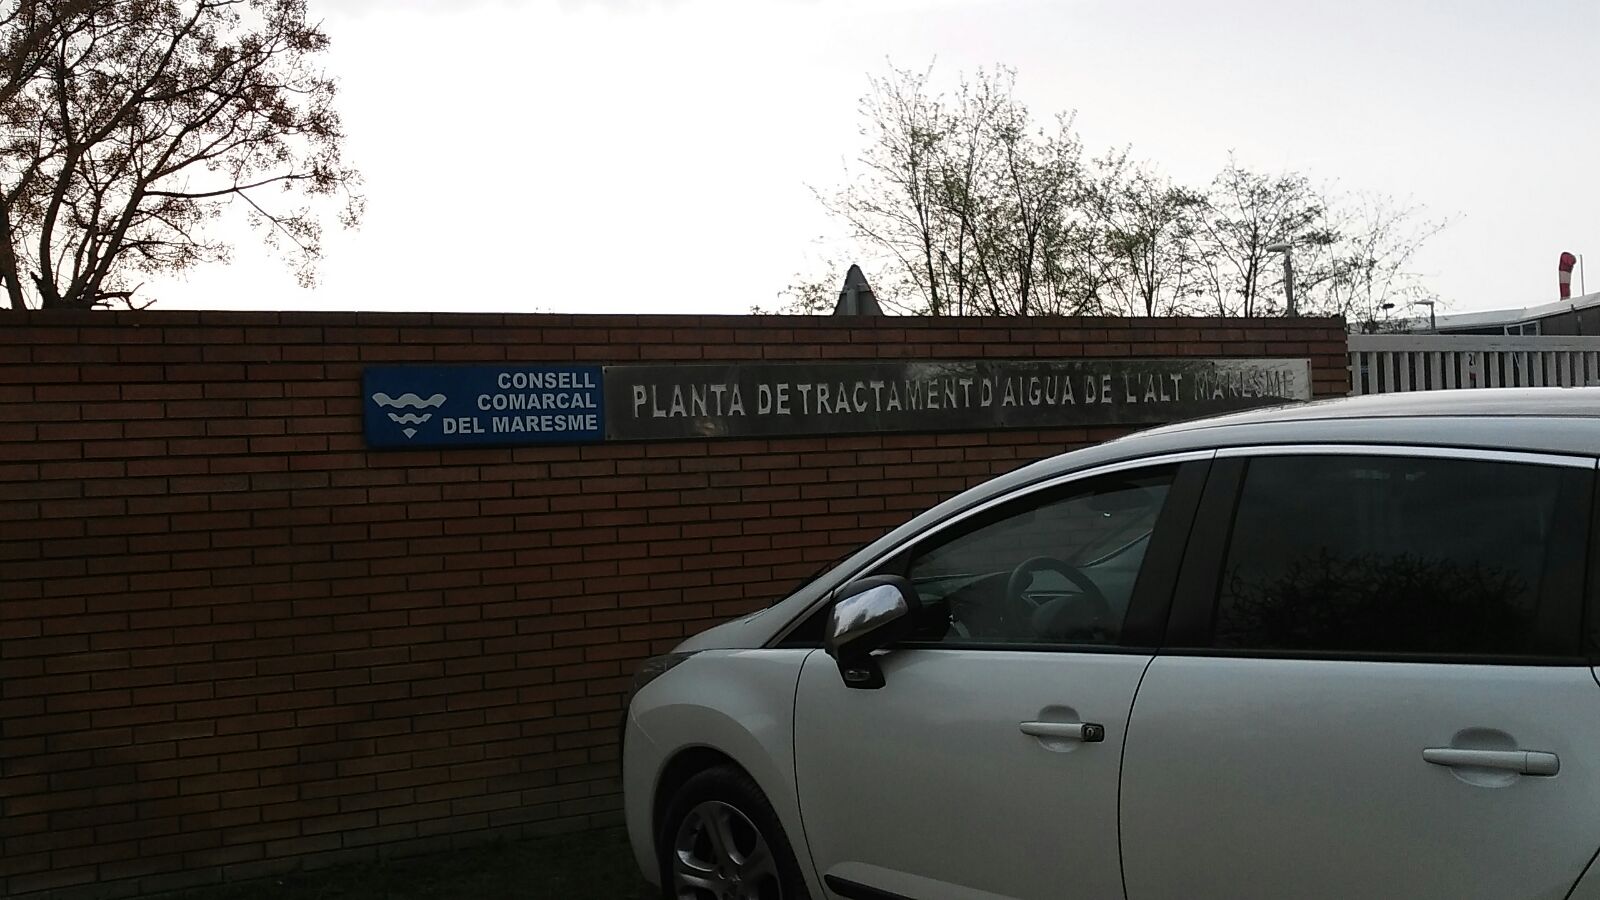 CONSELL
COMARCAL
DEL MARESME
PLANTA DE TRACTAMENT D'AIGUA DE L'ALT MARESME